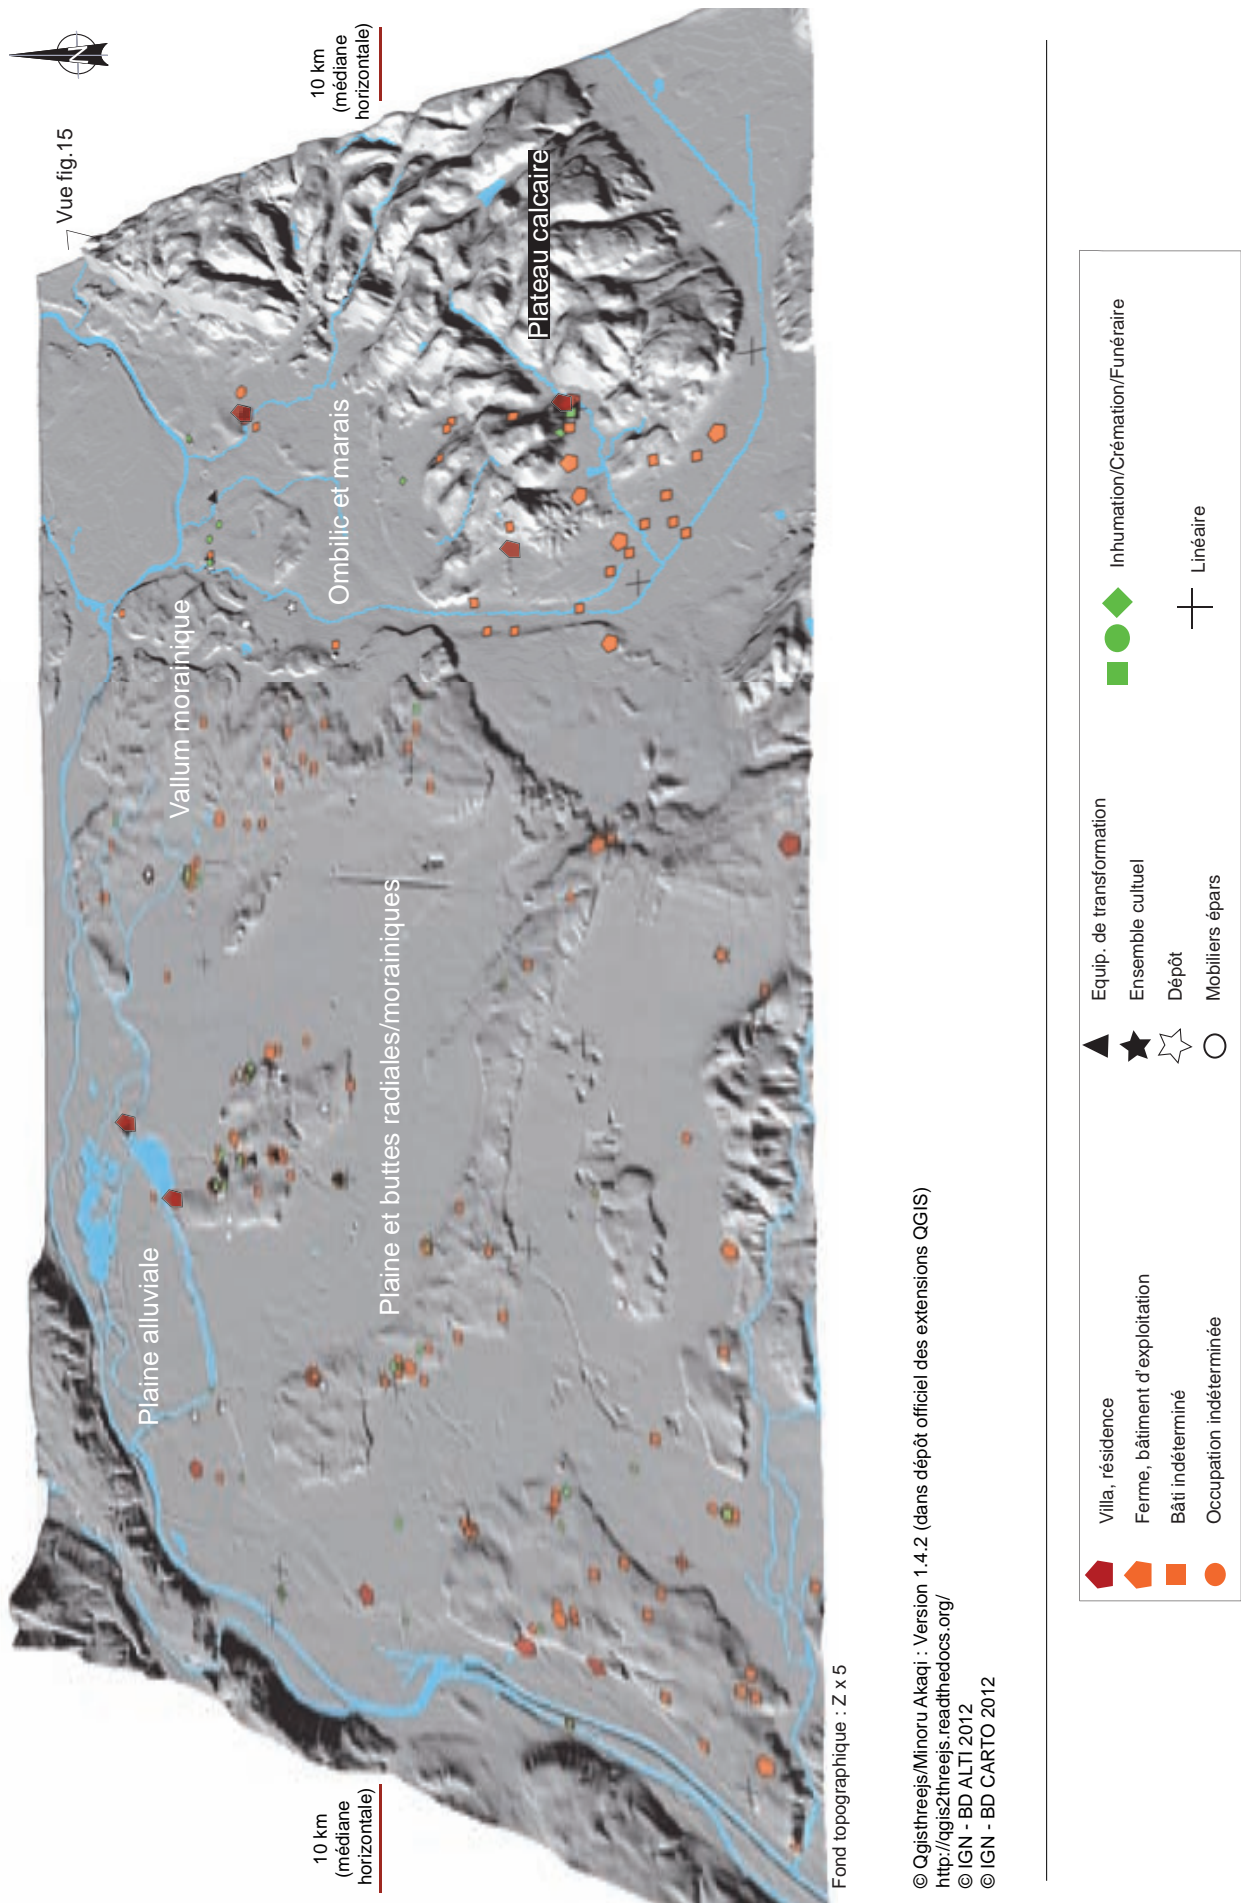 N
10 km
(médiane
horizontale)
10 km
(médiane
horizontale)
Vue fig.15
Plaine alluviale
Vallum morainique
Ombilic et marais
Plaine et buttes radiales/morainiques
Plateau calcaire
Fond topographique : Z x 5
© Qgisthreejs/Minoru Akaqi : Version 1.4.2 (dans dépôt officiel des extensions QGIS)
http://qgis2threejs.readthedocs.org/
© IGN - BD ALTI 2012
© IGN - BD CARTO 2012
Villa, résidence
Ferme, bâtiment d'exploitation
Bâti indéterminé
Occupation indéterminée
Equip. de transformation
Ensemble cultuel
Dépôt
Mobiliers épars
Inhumation/Crémation/Funéraire
Linéaire